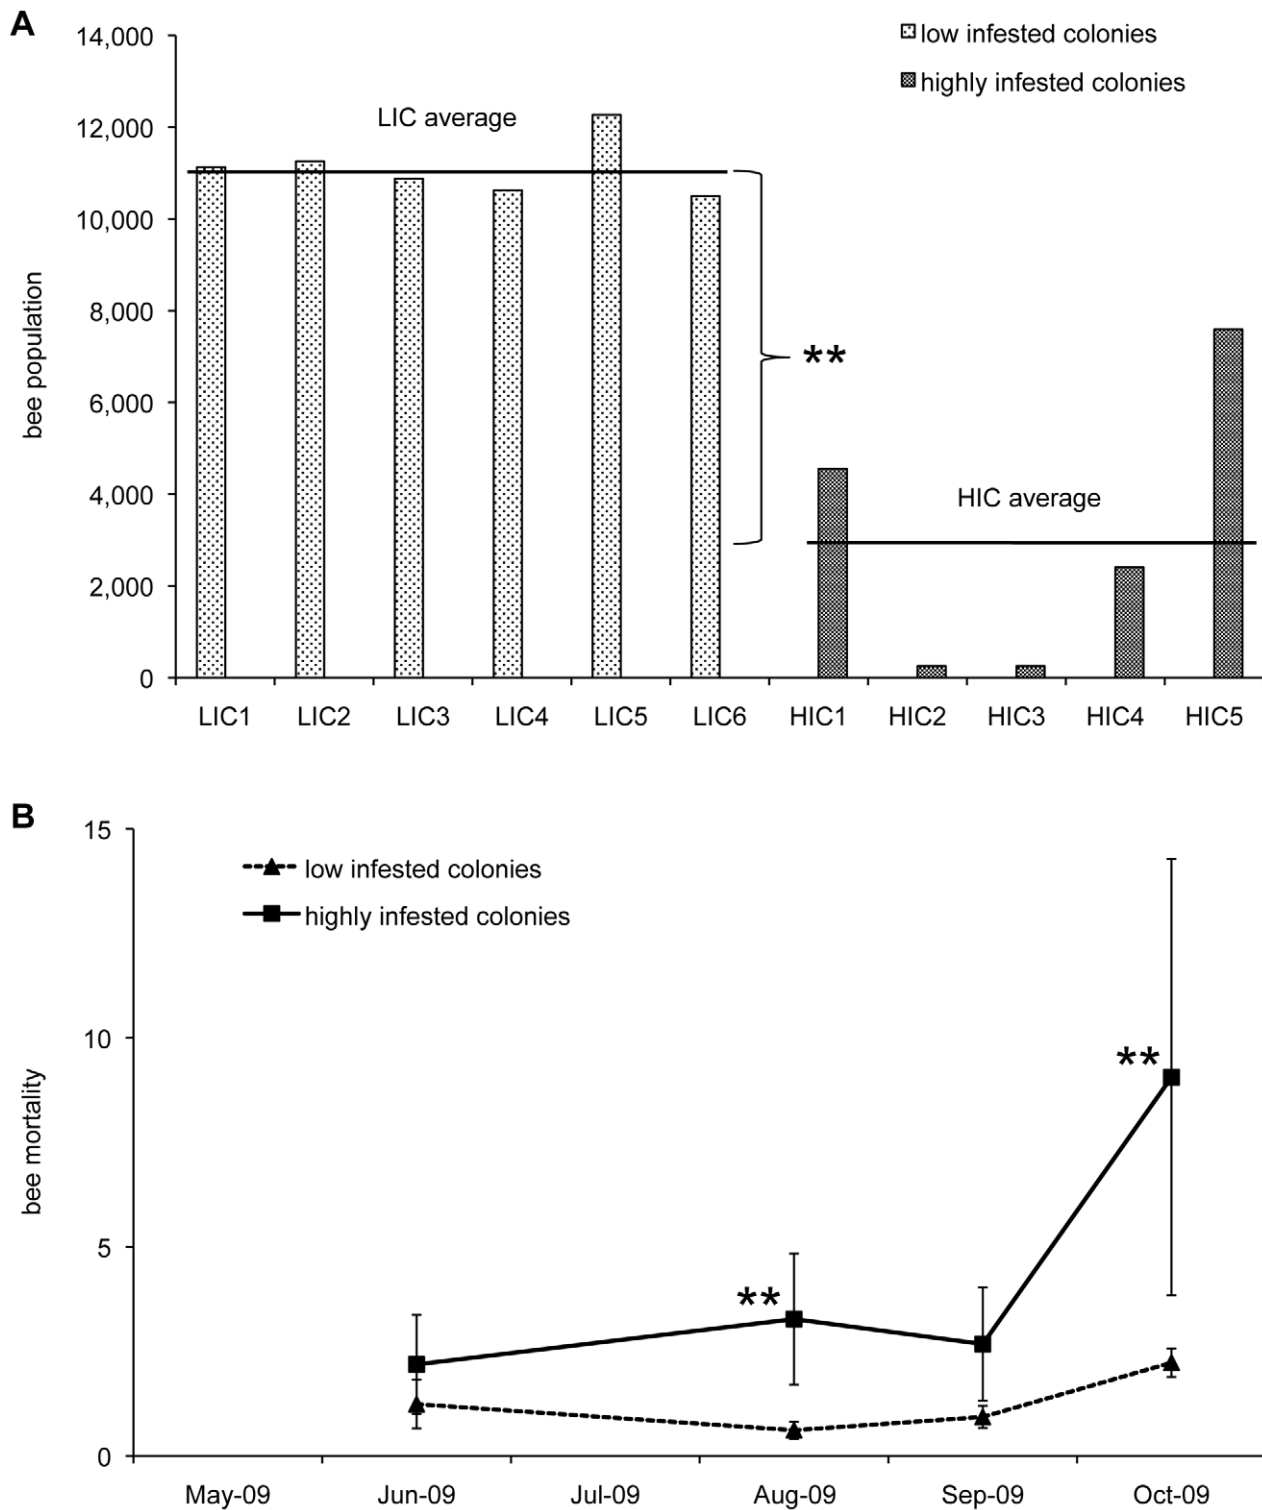 A
14,000
12,000
10,000
8,000
6,000
4,000
2,000
0
bee population
low infested colonies
highly infested colonies
LIC average
**
HIC average
LIC1 LIC2 LIC3 LIC4 LIC5 LIC6 HIC1 HIC2 HIC3 HIC4 HIC5
B
15
10
5
0
bee mortality
low infested colonies
highly infested colonies
**
**
May-09 Jun-09 Jul-09 Aug-09 Sep-09 Oct-09